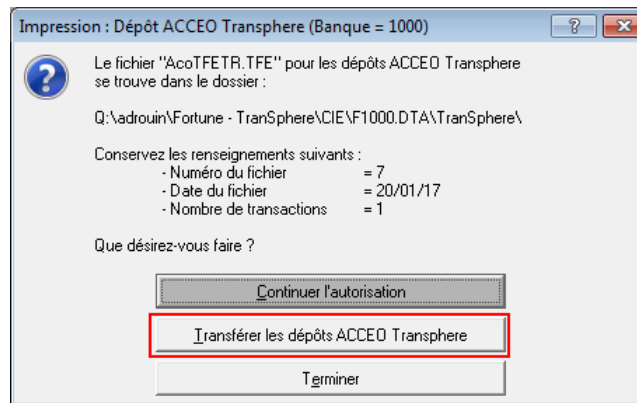 Impression : Dépôt ACCEO Transphere (Banque = 1000)
Le fichier "AcoTFETR.TFE" pour les dépôts ACCEO Transphere
se trouve dans le dossier :
Q:\adrouin\Fortune - TranSphere\CIE\F1000.DTA\TranSphere\
Conservez les renseignements suivants :
- Numéro du fichier = 7
- Date du fichier = 20/01/17
- Nombre de transactions = 1
Que désirez-vous faire ?
Continuer l'autorisation
Transférer les dépôts ACCEO Transphere
Terminer